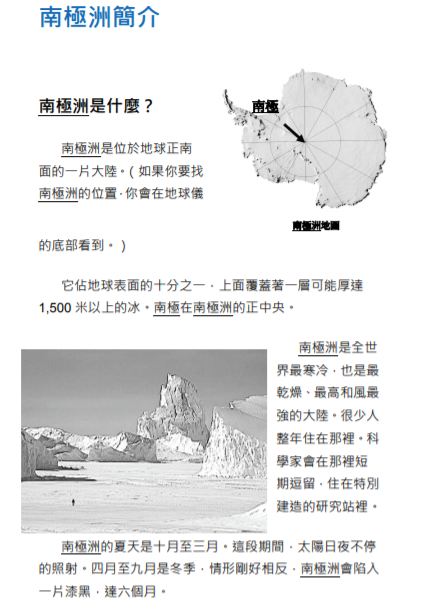 南極洲簡介
南極洲是什麼？
南極
南極洲是位於地球正南
面的一片大陸。( 如果你要找
南極洲的位置，你會在地球儀
南極洲地圖
的底部看到。)
它佔地球表面的十分之一，上面覆蓋著一層可能厚達
1,500 米以上的冰。南極在南極洲的正中央。
南極洲是全世
界最寒冷，也是最
乾燥、最高和風最
強的大陸。很少人
整年住在那裡。科
學家會在那裡短
期逗留，住在特別
建造的研究站裡。
南極洲的夏天是十月至三月。這段期間，太陽日夜不停
的照射。四月至九月是冬季，情形剛好相反，南極洲會陷入
一片漆黑，達六個月。